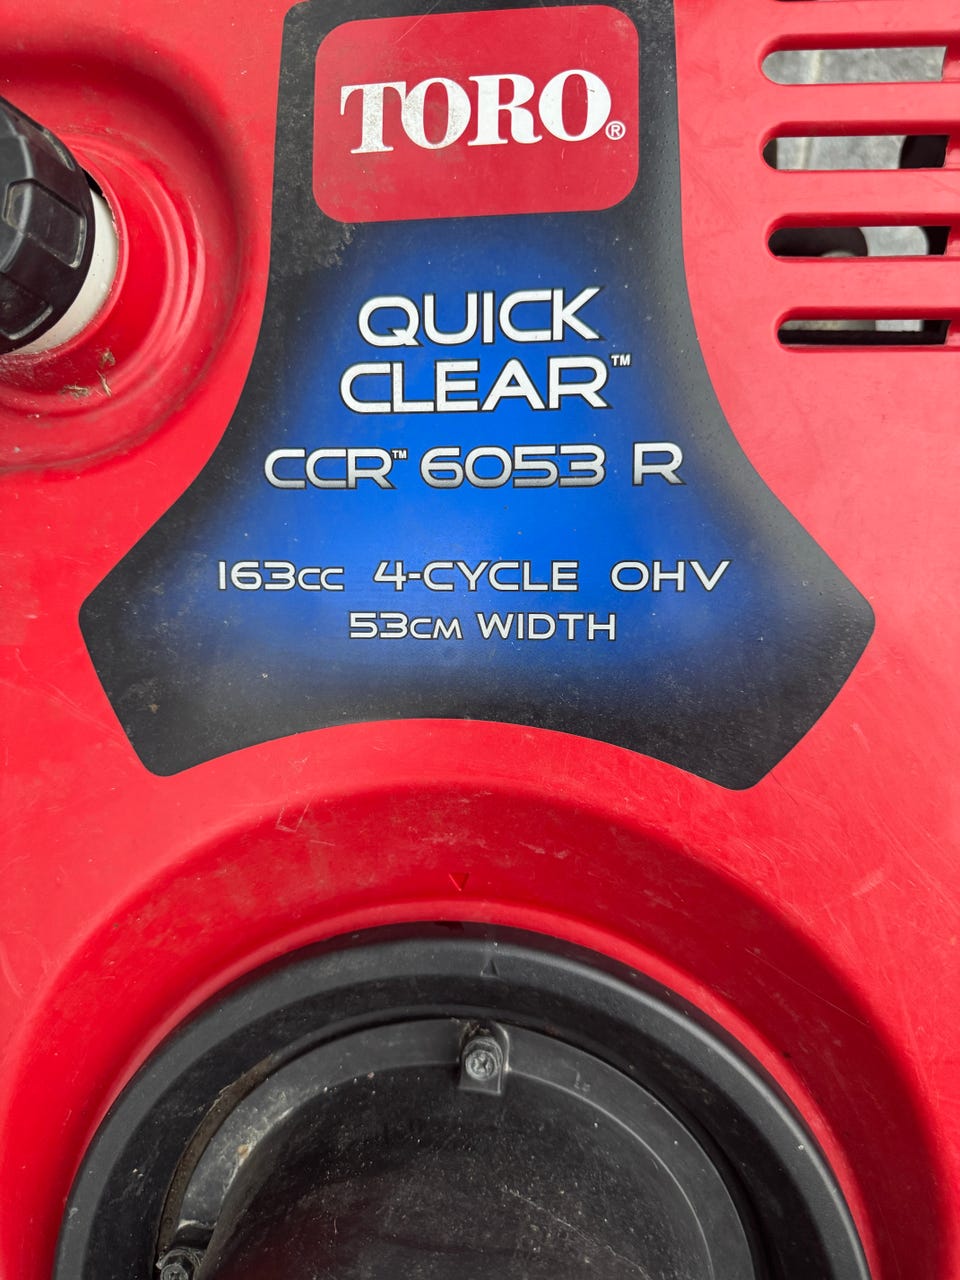 TORO®
QUICK
CLEAR™
CCR™ 6053 R
163cc 4-CYCLE OHV
53cm WIDTH